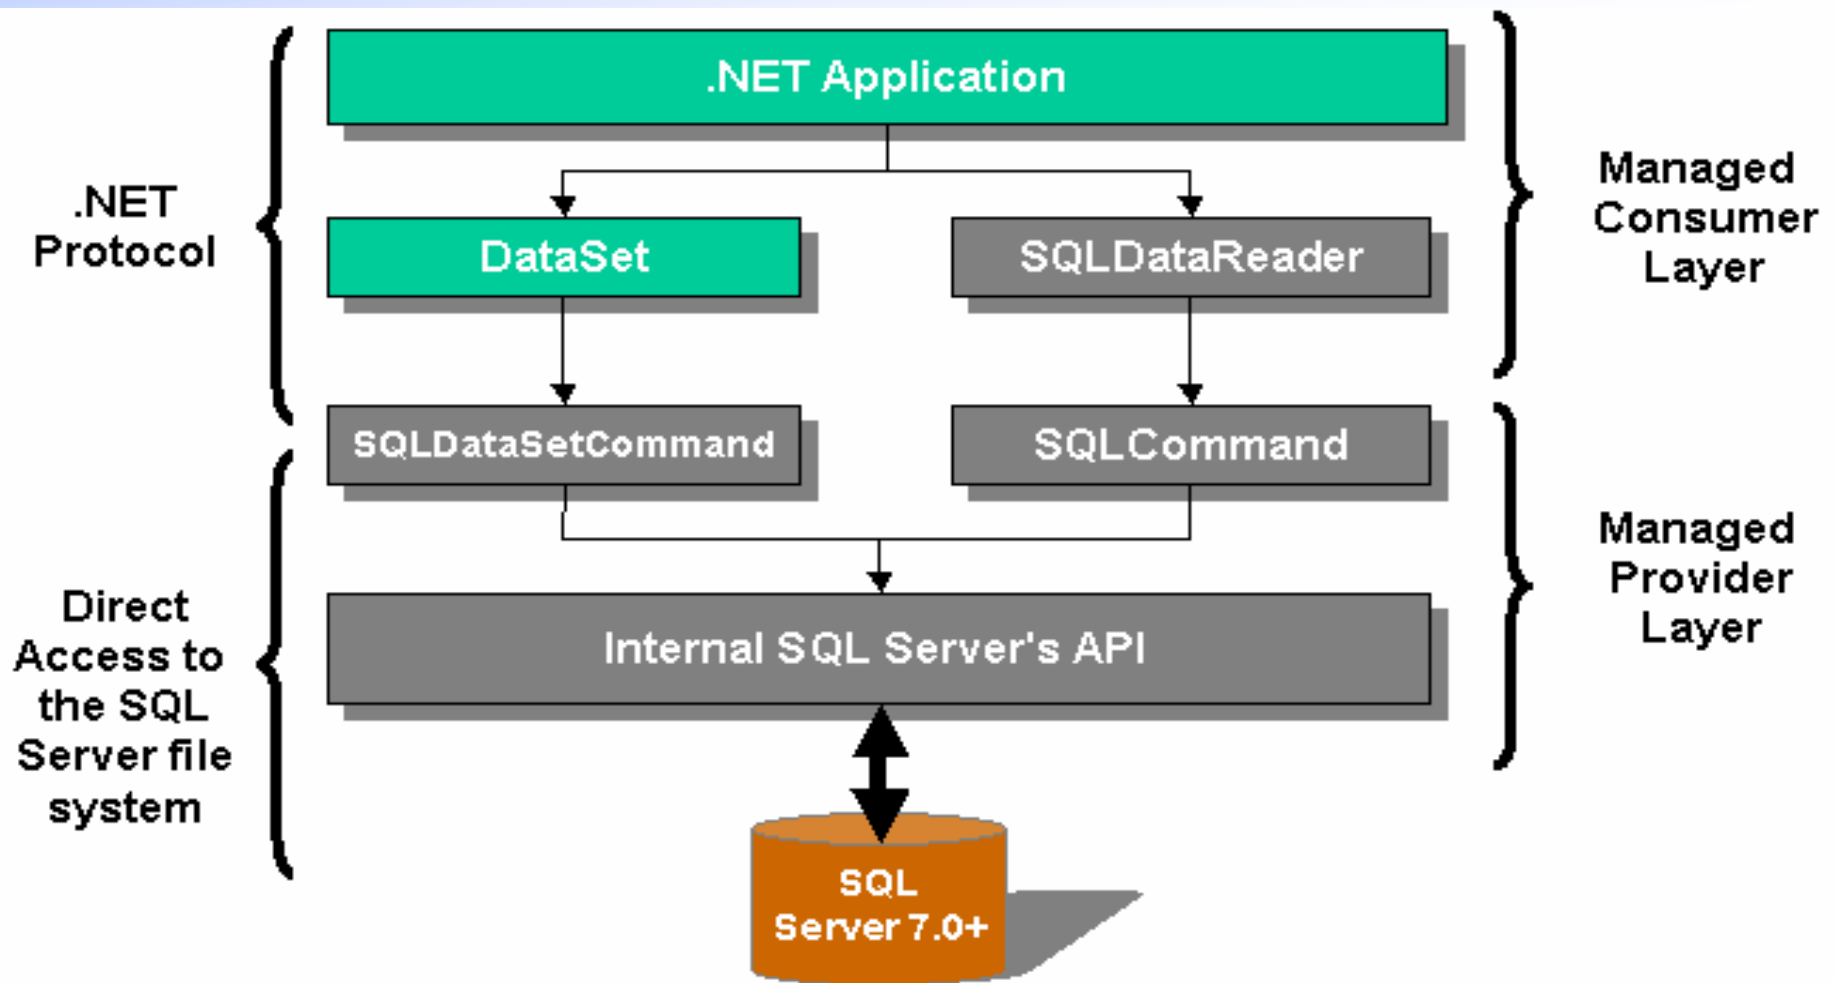 .NET Application
.NET
Protocol
Managed
Consumer
Layer
DataSet
SQLDataReader
SQLDataSetCommand
SQLCommand
Direct
Access to
the SQL
Server file
system
Managed
Provider
Layer
Internal SQL Server's API
SQL
Server 7.0+